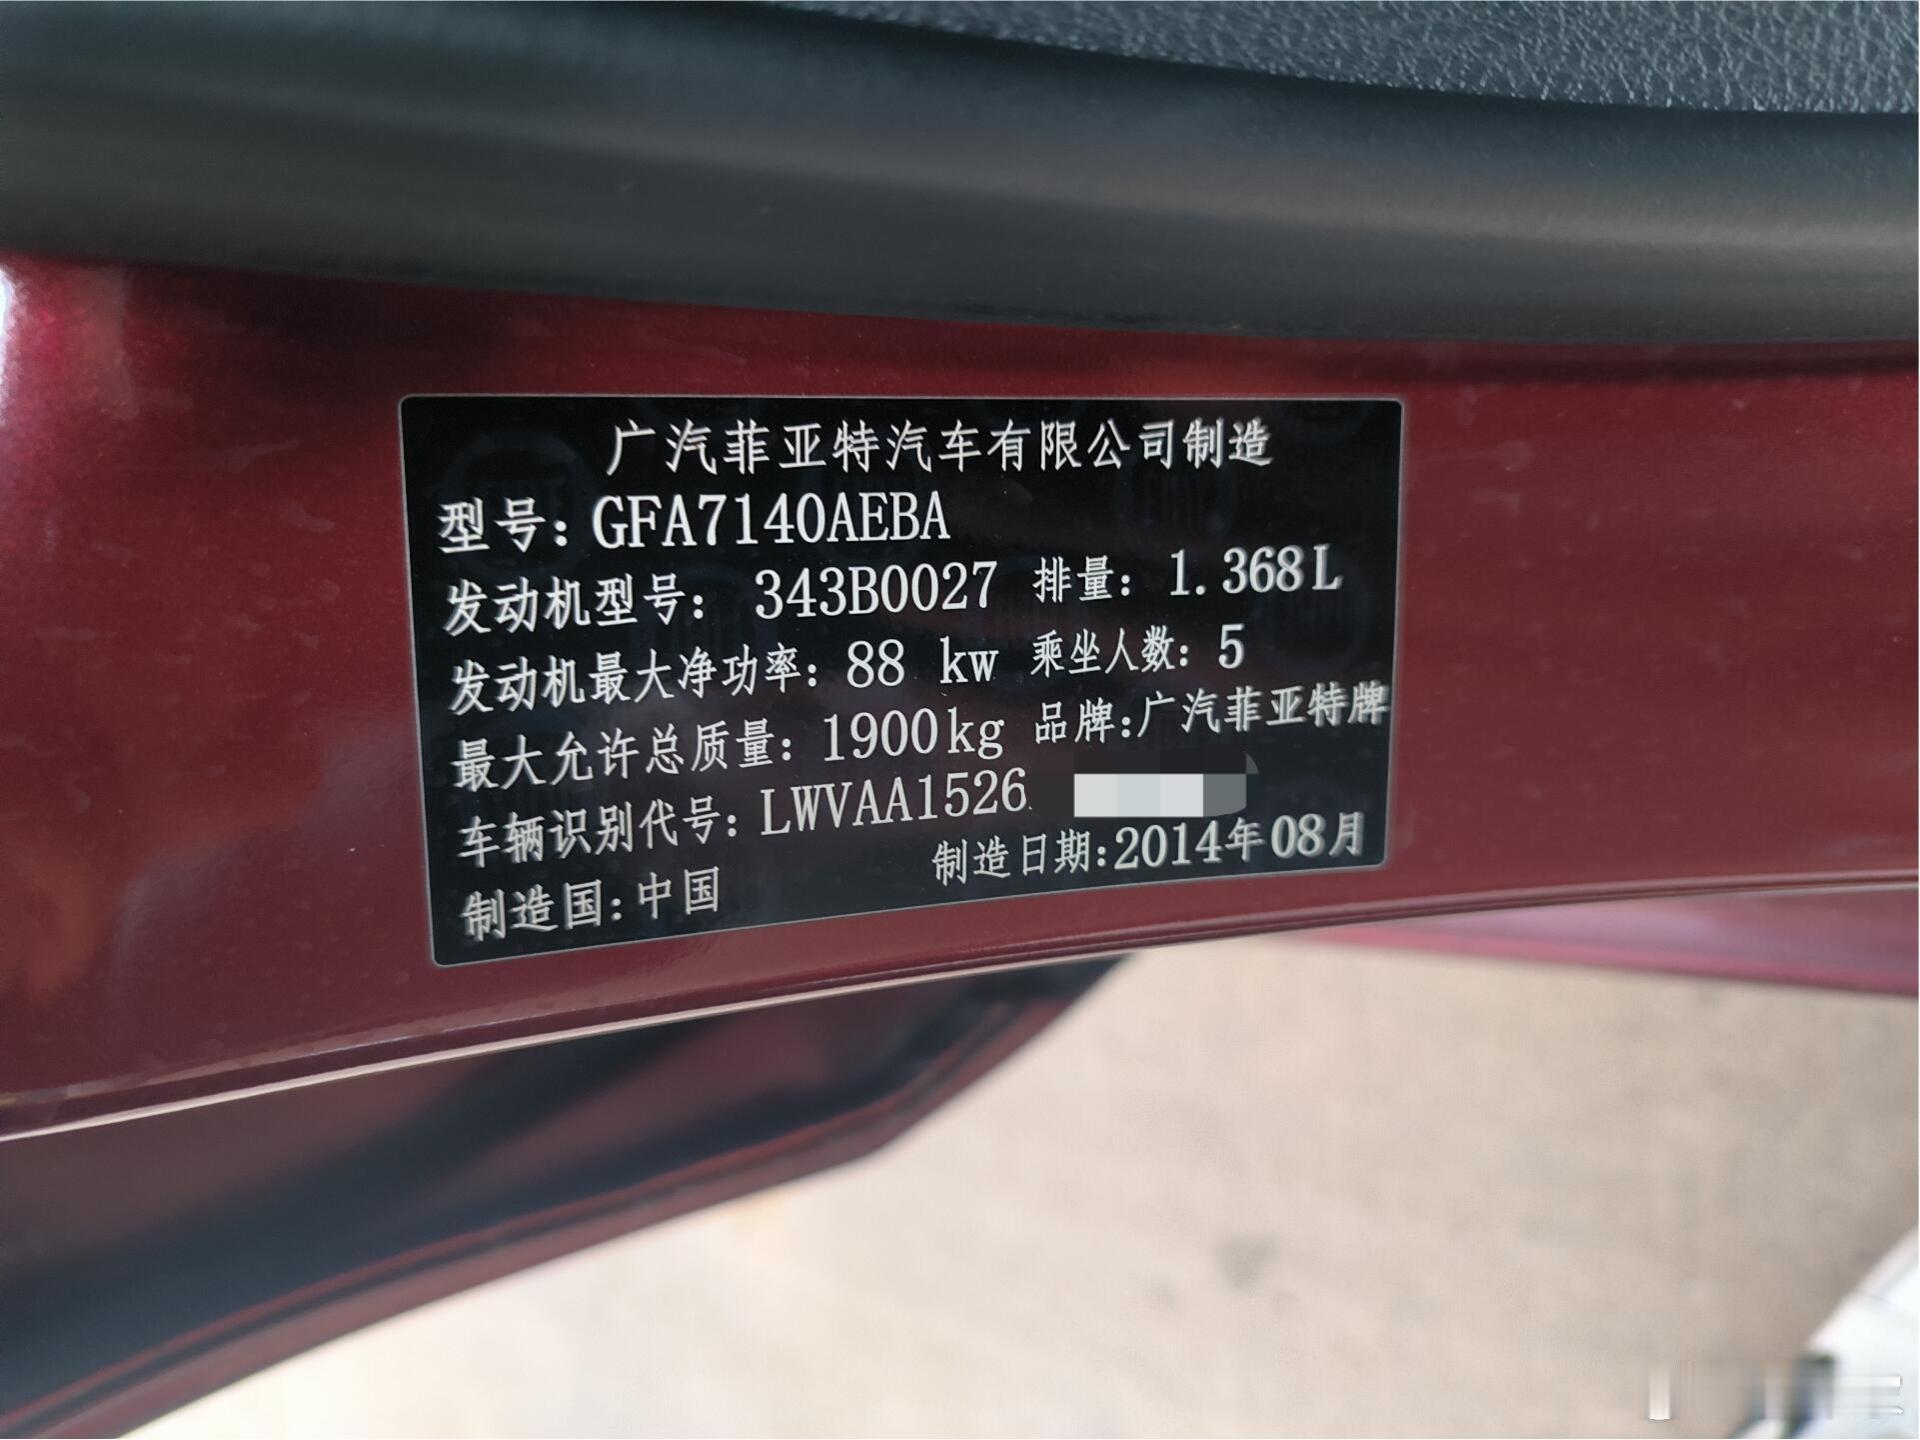 广汽菲亚特汽车有限公司制造
型号: GFA7140AEBA
发动机型号: 343B0027 排量: 1.368L
发动机最大净功率: 88 kw 乘坐人数: 5
最大允许总质量: 1900kg 品牌:广汽菲亚特牌
车辆识别代号: LWVAA1526
制造国:中国 制造日期:2014年08月